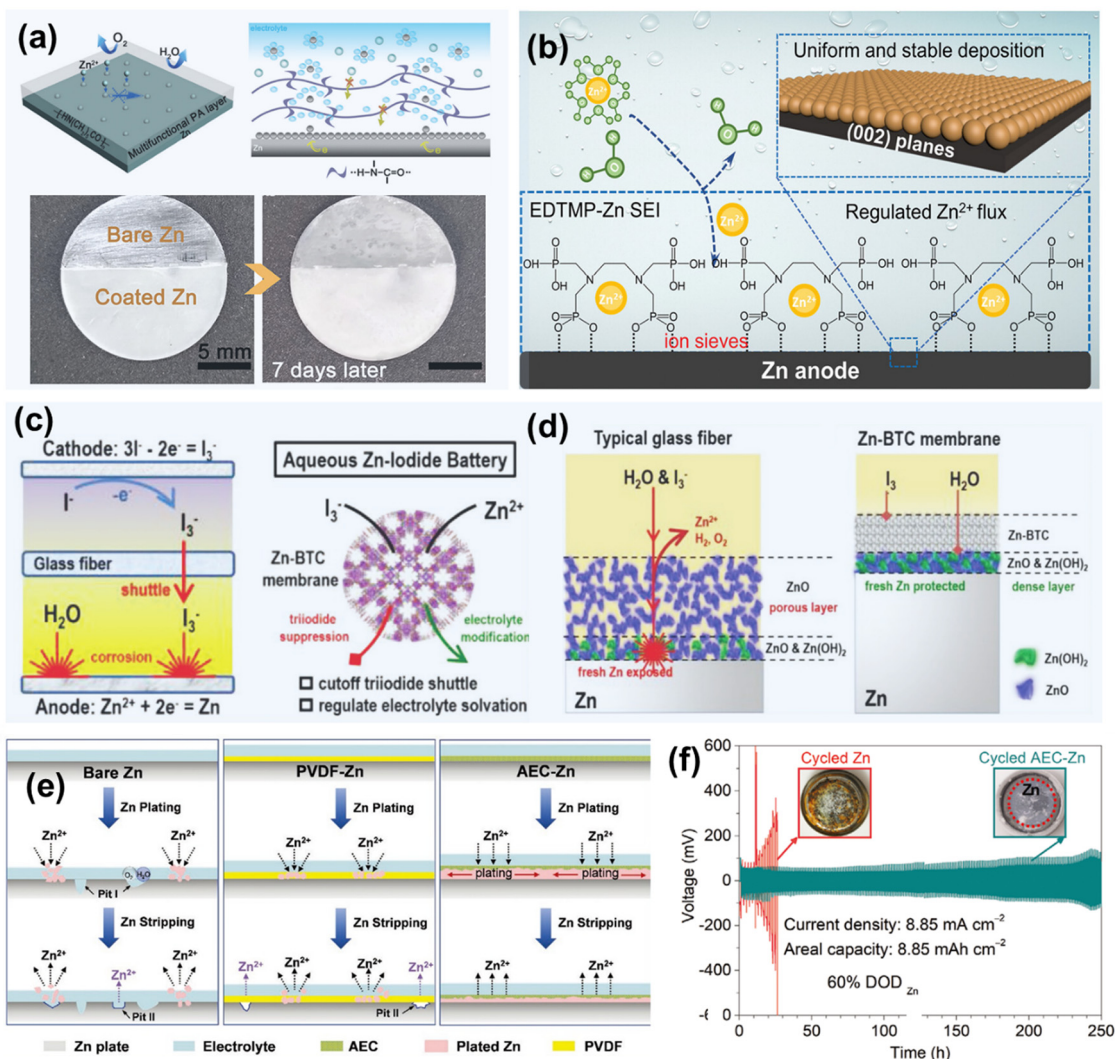 (a)
O₂
H₂O
Zn²⁺
Multifunctional PA layer
Zn
electrolyte
Zn
··H–N–C=O··
Bare Zn
Coated Zn
5 mm
7 days later
(b)
Uniform and stable deposition
(002) planes
Zn²⁺
H
O
H
EDTMP-Zn SEI
Zn²⁺
Regulated Zn²⁺ flux
Zn²⁺
Zn²⁺
Zn²⁺
ion sieves
Zn anode
(c)
Cathode: 3I⁻ - 2e⁻ = I₃⁻
I⁻
-e⁻
I₃⁻
Glass fiber
shuttle
H₂O
I₃⁻
corrosion
Anode: Zn²⁺ + 2e⁻ = Zn
Aqueous Zn-Iodide Battery
I₃⁻
Zn²⁺
Zn-BTC
membrane
triiodide
suppression
electrolyte
modification
cutoff triiodide shuttle
regulate electrolyte solvation
(d)
Typical glass fiber
H₂O & I₃⁻
Zn²⁺
H₂, O₂
ZnO
porous layer
ZnO & Zn(OH)₂
fresh Zn exposed
Zn
Zn-BTC membrane
I₃
H₂O
Zn-BTC
ZnO & Zn(OH)₂
fresh Zn protected
dense layer
Zn(OH)₂
ZnO
Zn
(e)
Bare Zn
Zn Plating
Zn²⁺
Zn²⁺
O₂
H₂O
Pit I
Zn Stripping
Zn²⁺
Zn²⁺
Zn²⁺
Pit II
PVDF-Zn
Zn Plating
Zn²⁺
Zn²⁺
Zn Stripping
Zn²⁺
Zn²⁺
Zn²⁺
Zn²⁺
Pit II
AEC-Zn
Zn Plating
Zn²⁺
Zn²⁺
plating
plating
Zn Stripping
Zn²⁺
Zn²⁺
Zn plate
Electrolyte
AEC
Plated Zn
PVDF
(f)
Cycled Zn
Cycled AEC-Zn
Zn
Voltage (mV)
600
400
200
0
-200
-400
Current density: 8.85 mA cm⁻²
Areal capacity: 8.85 mAh cm⁻²
60% DOD Zn
0 50 100 150 200 250
Time (h)